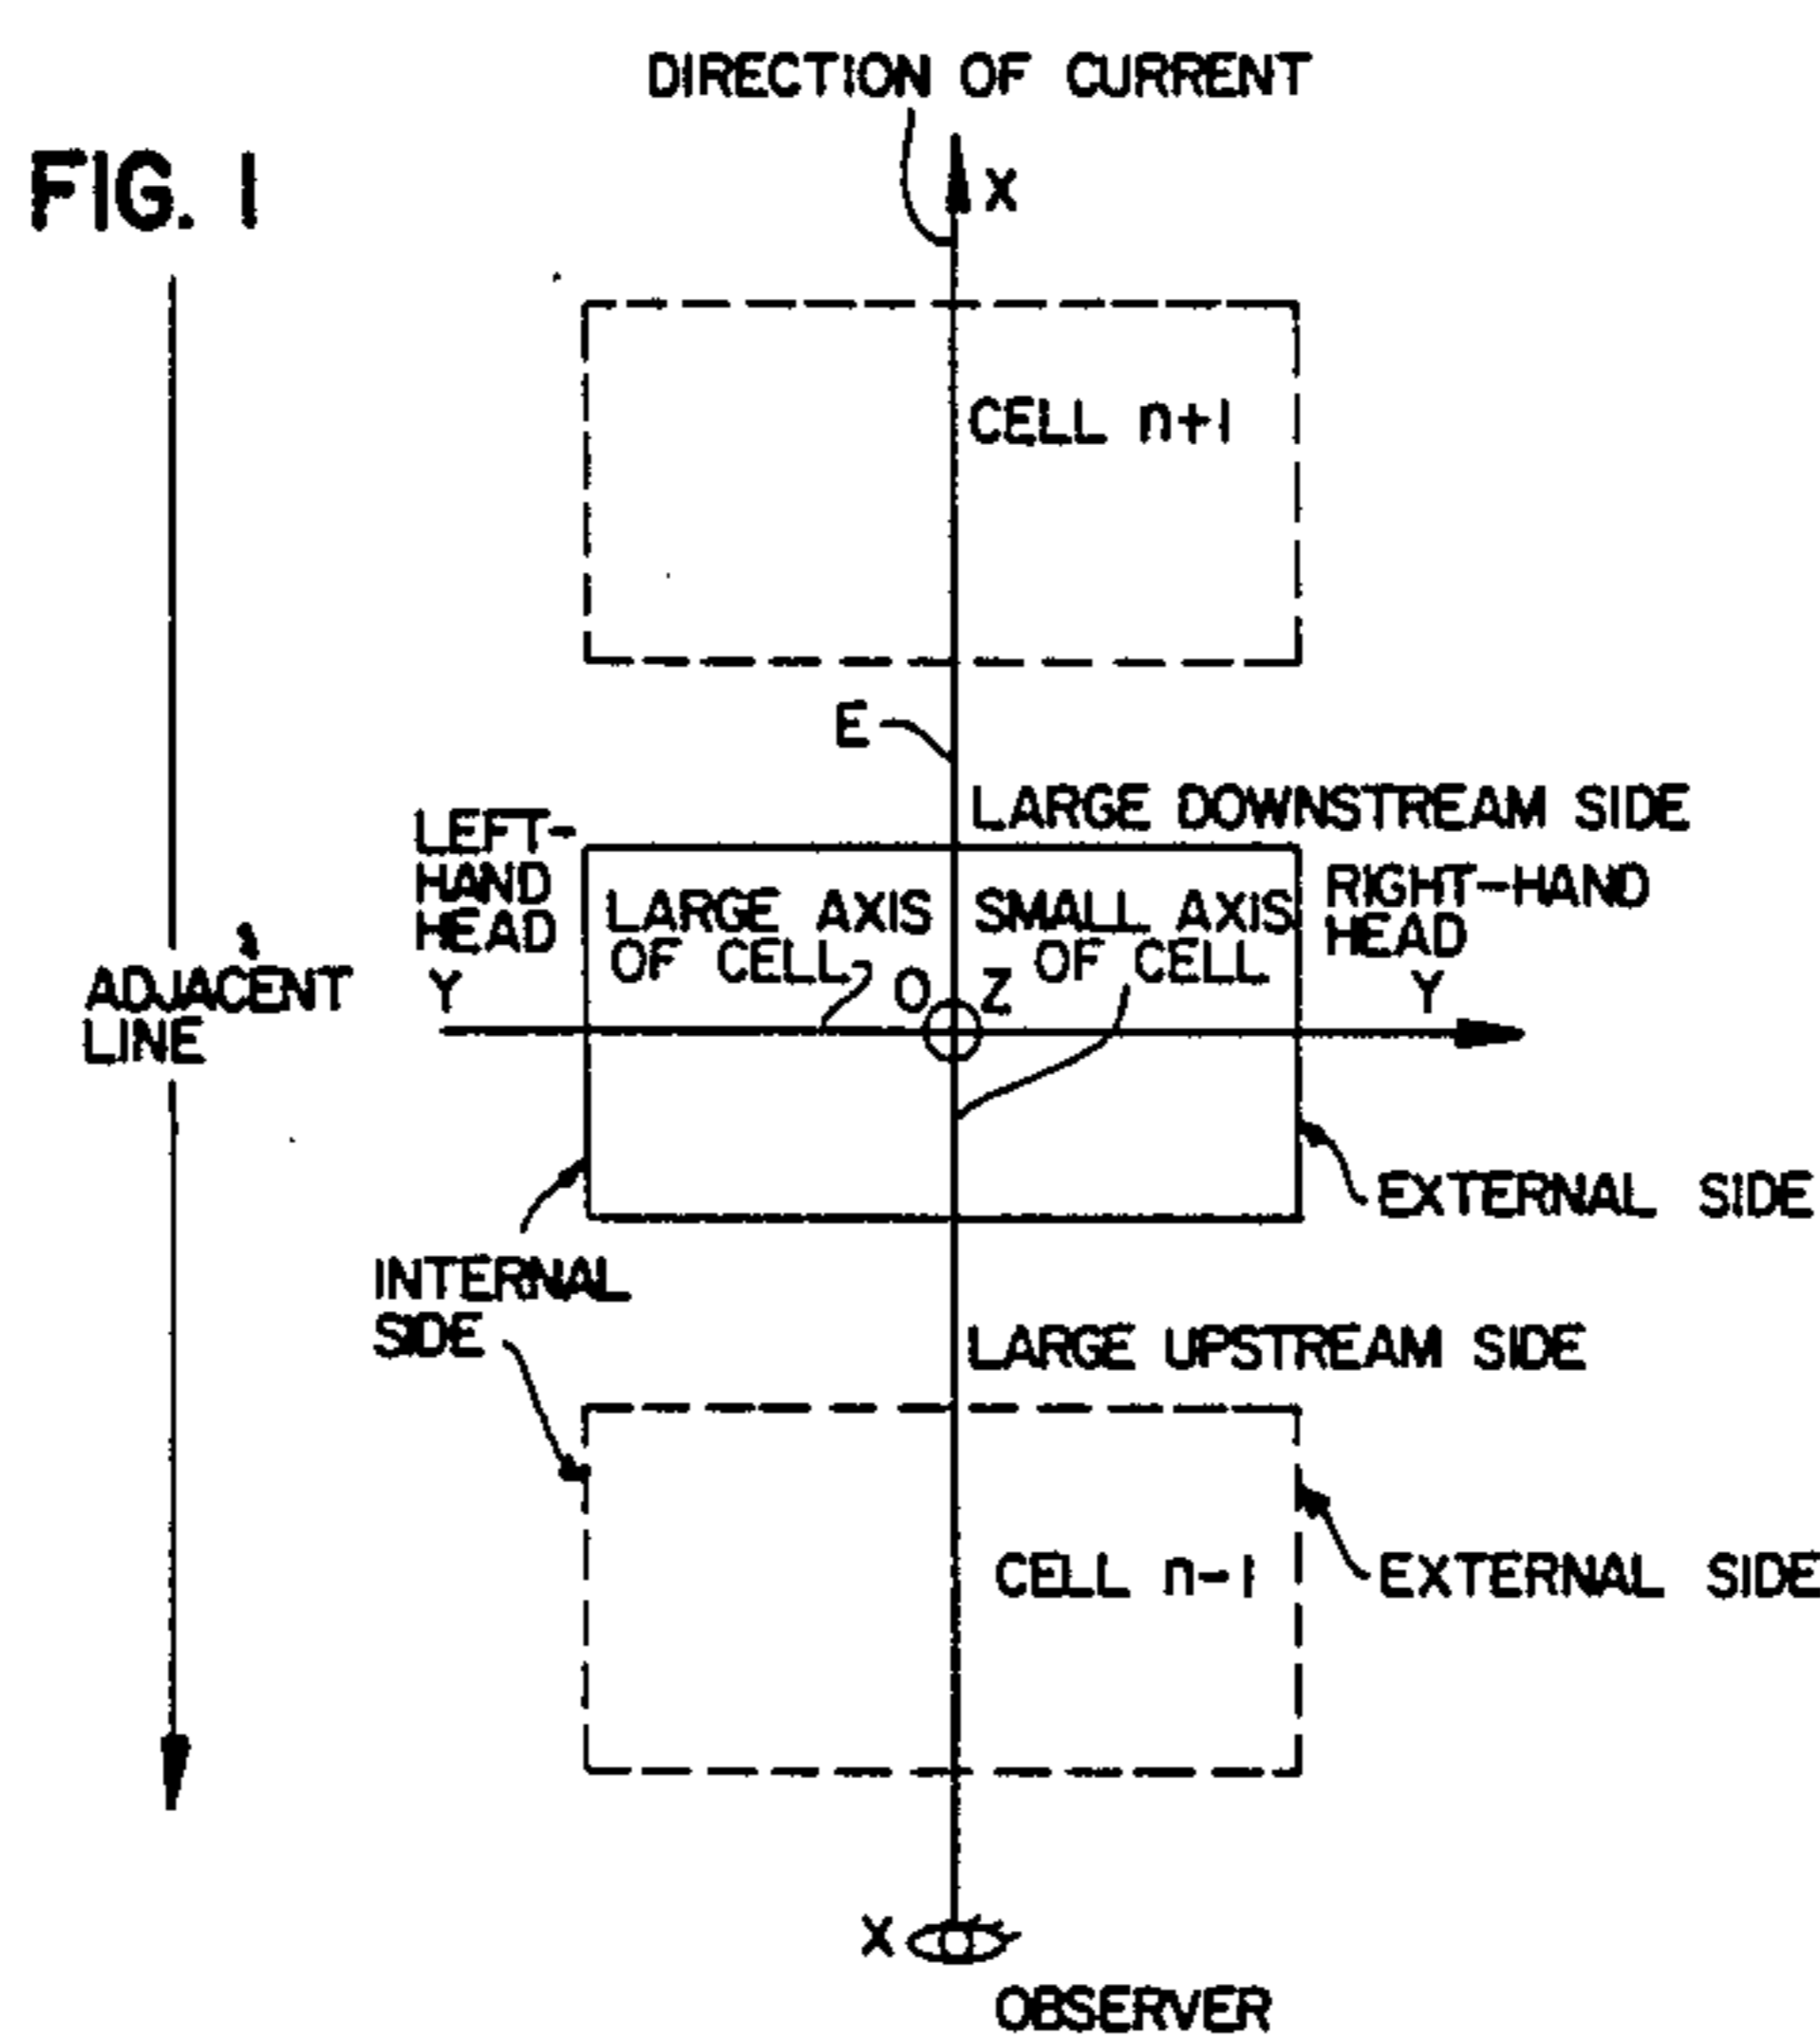 DIRECTION OF CURRENT
FIG. 1
X
CELL n+1
E
LARGE DOWNSTREAM SIDE
LEFT-
HAND
HEAD
LARGE AXIS
OF CELL
SMALL AXIS
OF CELL
RIGHT-HAND
HEAD
ADJACENT
LINE
Y
O
Z
Y
EXTERNAL SIDE
INTERNAL
SIDE
LARGE UPSTREAM SIDE
CELL n-1
EXTERNAL SIDE
X
OBSERVER